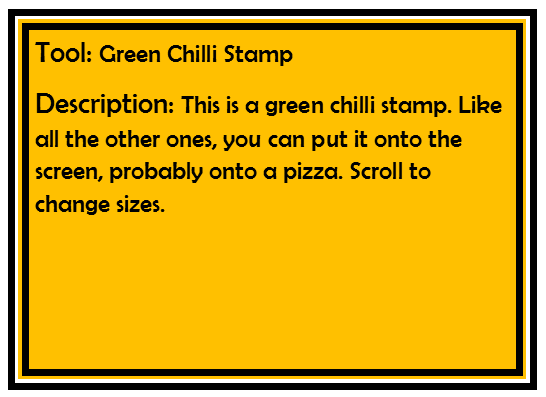 Tool: Green Chilli Stamp
Description: This is a green chilli stamp. Like
all the other ones, you can put it onto the
screen, probably onto a pizza. Scroll to
change sizes.